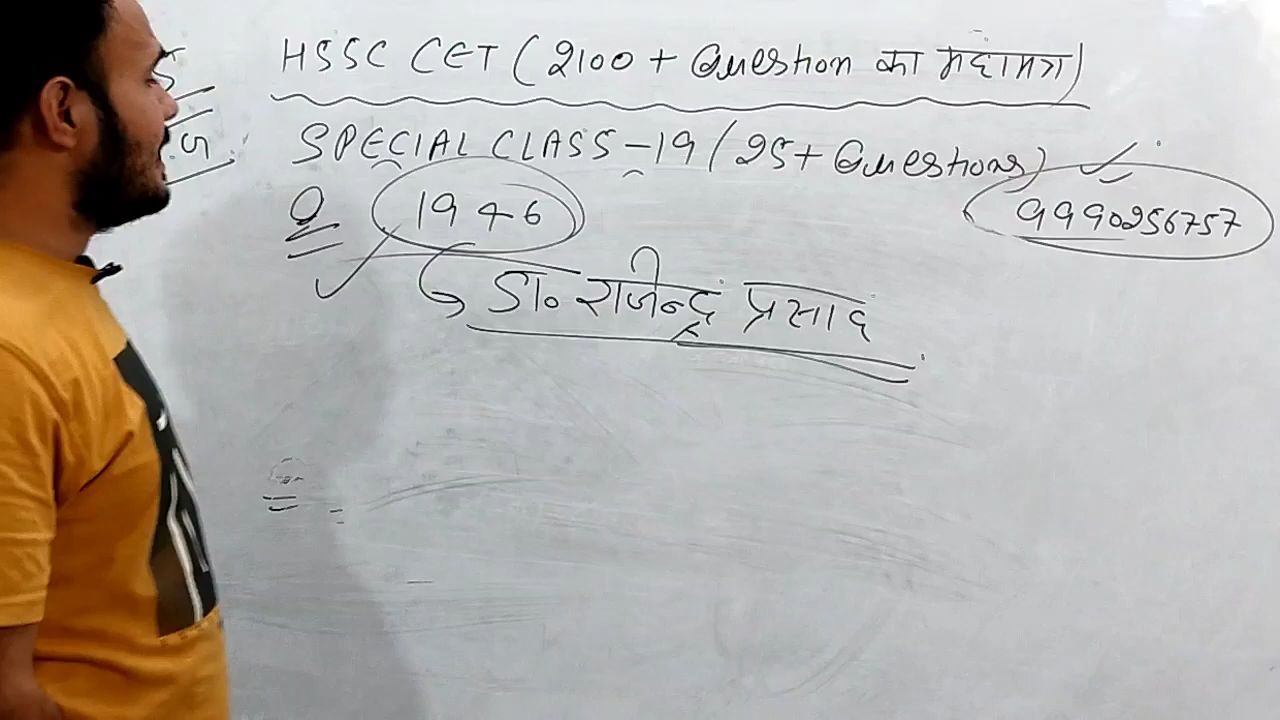 HSSC CET (2100 + Question का महामंत्र)
SPECIAL CLASS - 19 (25+ Questions)
Q 1946
9990256757
डा० राजेन्द्र प्रसाद